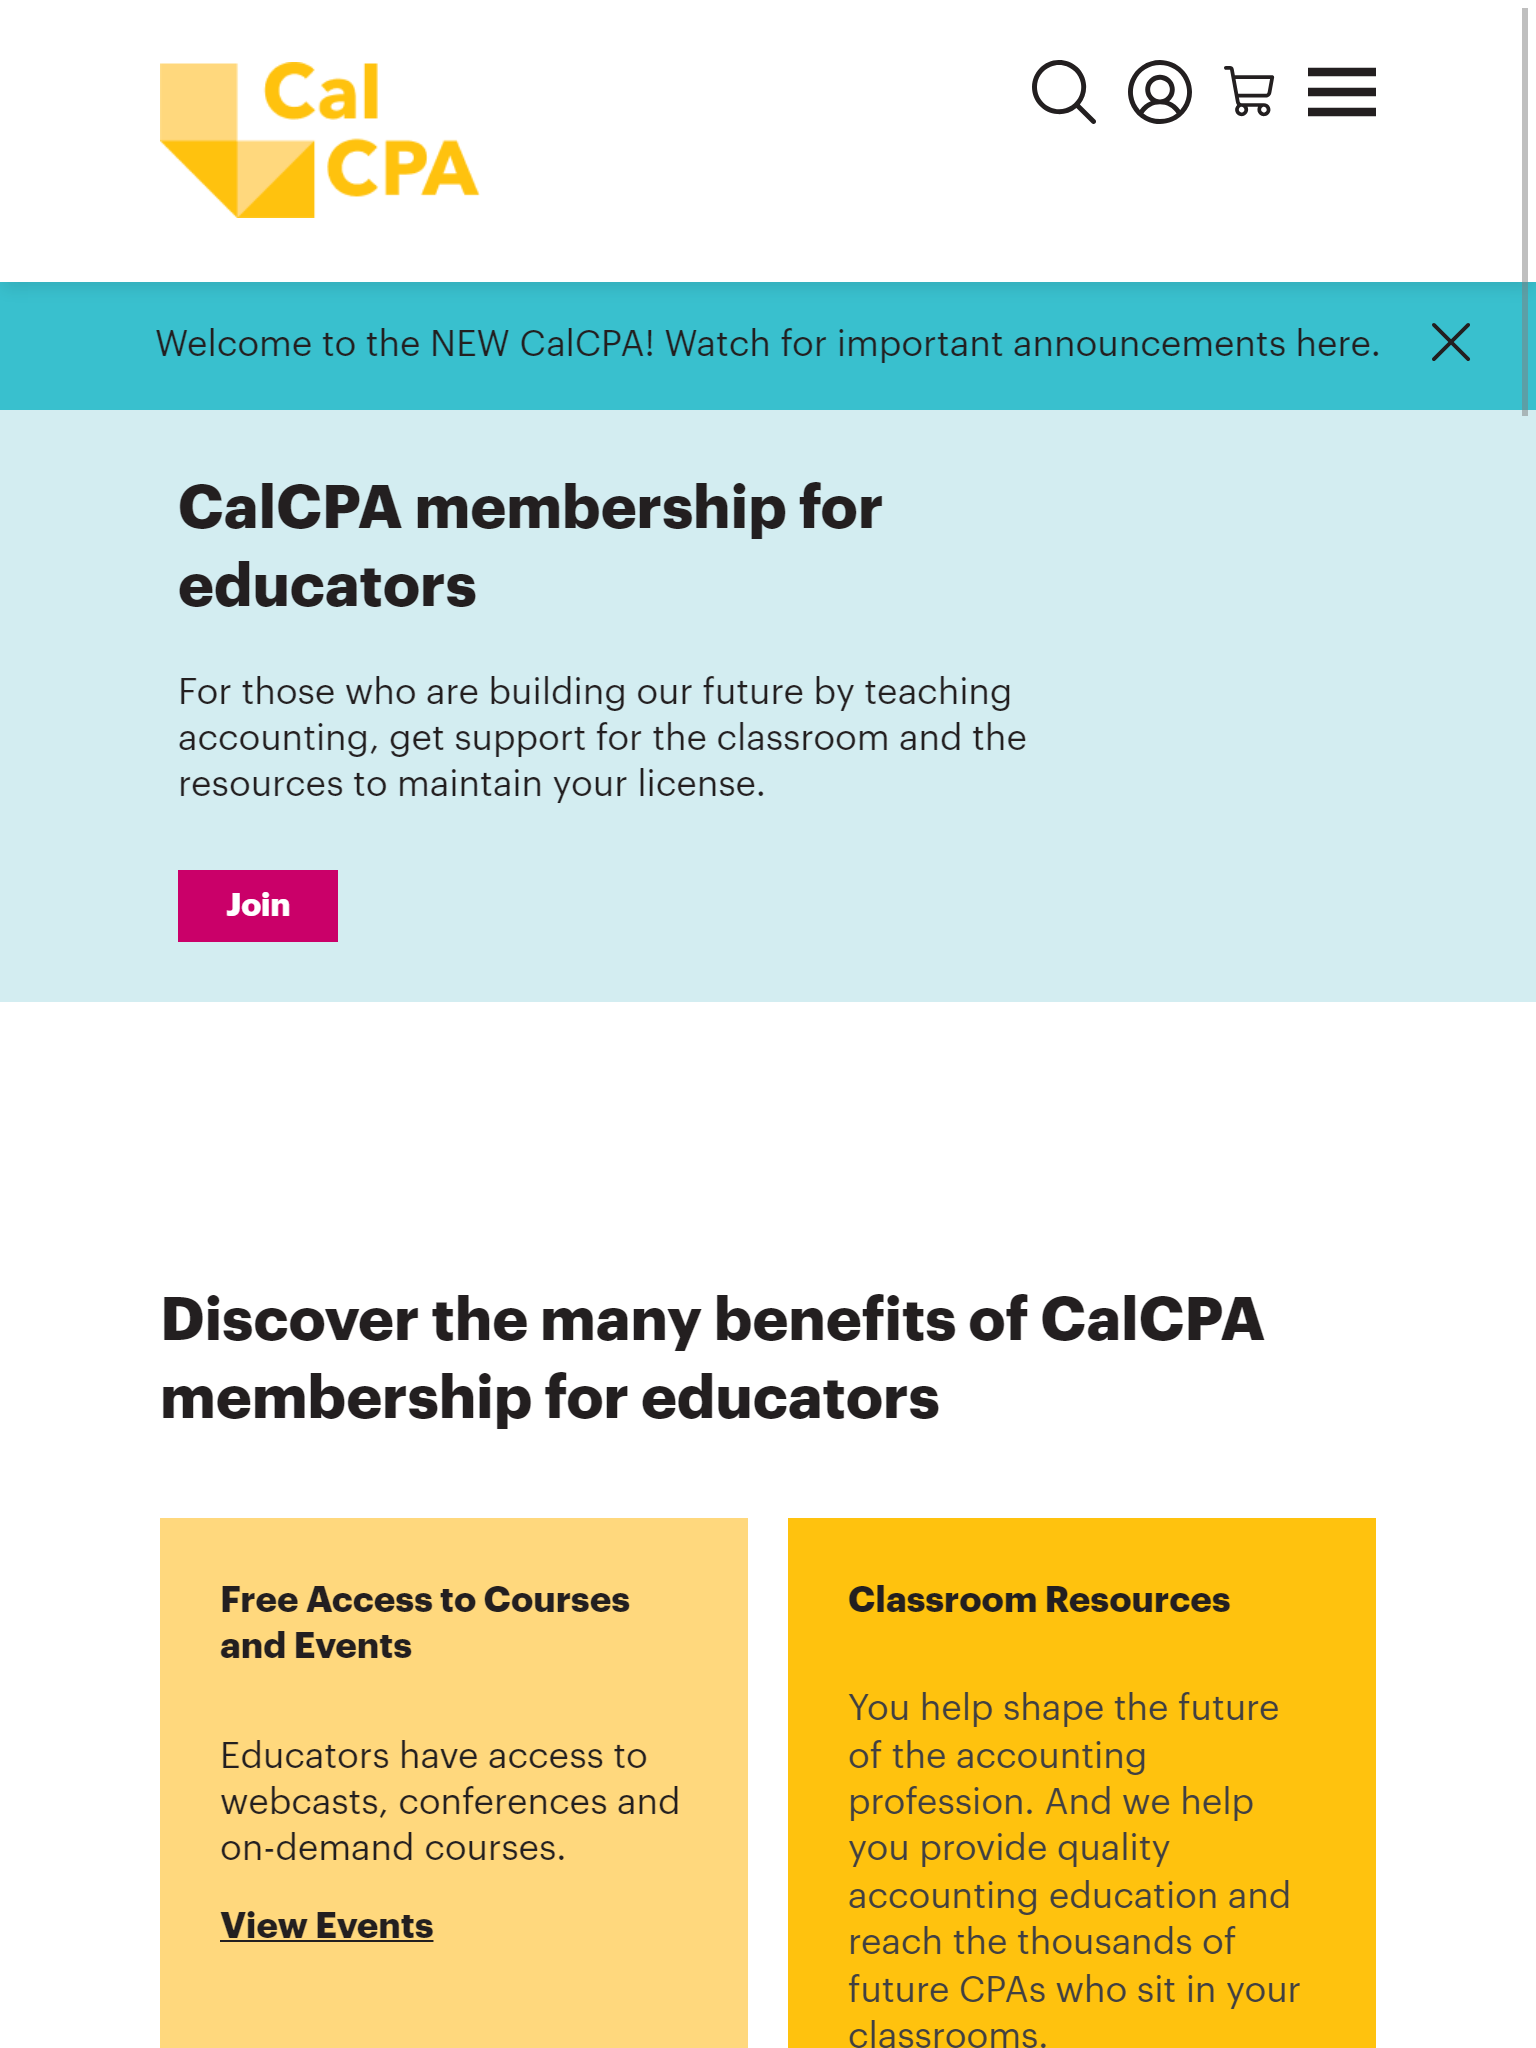 Cal
CPA
Welcome to the NEW CalCPA! Watch for important announcements here.
CalCPA membership for
educators
For those who are building our future by teaching
accounting, get support for the classroom and the
resources to maintain your license.
Join
Discover the many benefits of CalCPA
membership for educators
Free Access to Courses
and Events
Educators have access to
webcasts, conferences and
on-demand courses.
View Events
Classroom Resources
You help shape the future
of the accounting
profession. And we help
you provide quality
accounting education and
reach the thousands of
future CPAs who sit in your
classrooms.